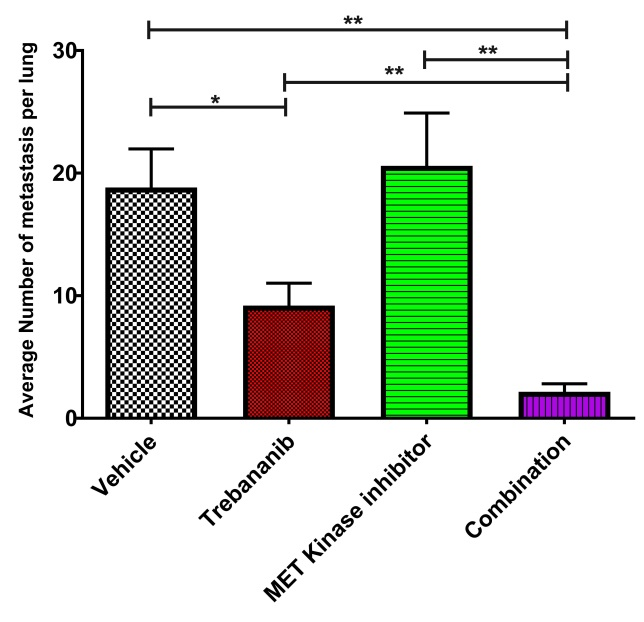 **
**
**
*
Average Number of metastasis per lung
30
20
10
0
Vehicle
Trebananib
MET Kinase inhibitor
Combination